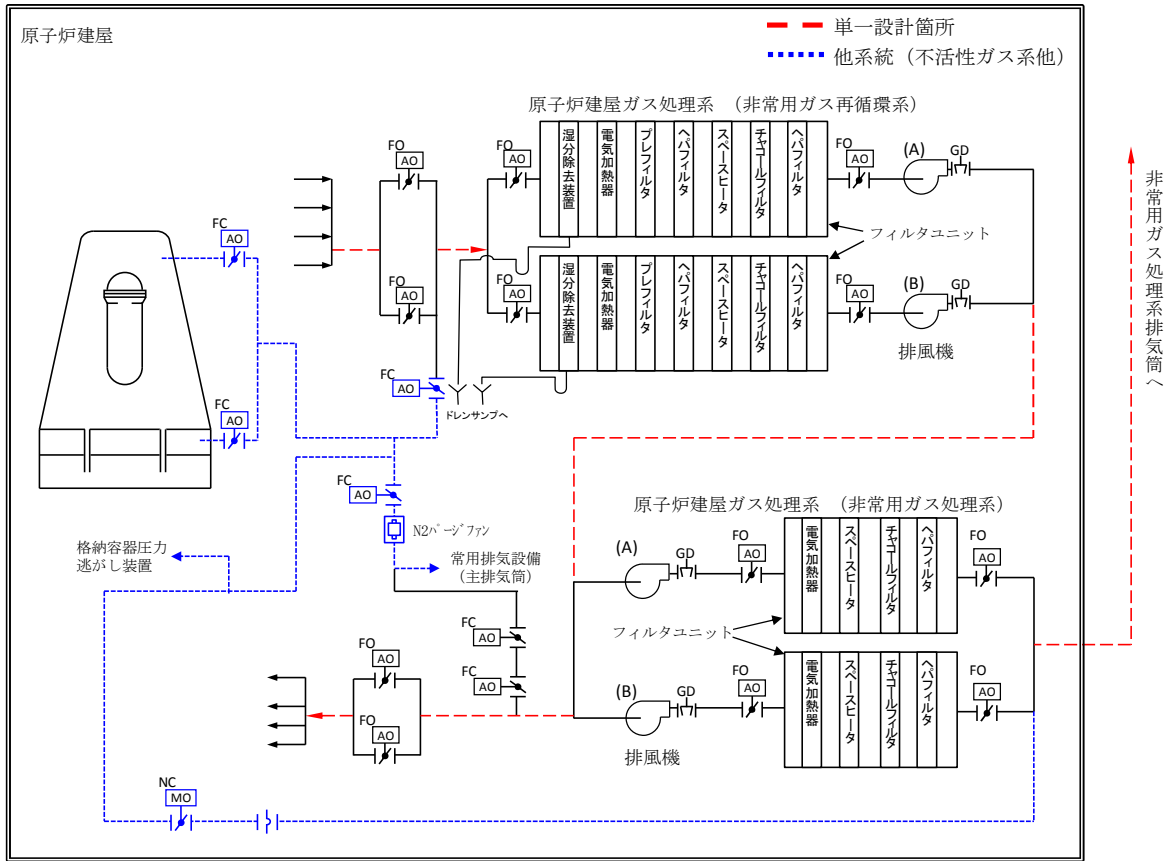 原子炉建屋
単一設計箇所
他系統（不活性ガス系他）
原子炉建屋ガス処理系　（非常用ガス再循環系）
FO
AO
FO
AO
湿分除去装置
電気加熱器
プレフィルタ
ヘパフィルタ
スペースヒータ
チャコールフィルタ
ヘパフィルタ
FO
AO
(A)
GD
FC
AO
フィルタユニット
FO
AO
FO
AO
湿分除去装置
電気加熱器
プレフィルタ
ヘパフィルタ
スペースヒータ
チャコールフィルタ
ヘパフィルタ
FO
AO
(B)
GD
排風機
非常用ガス処理系排気筒へ
FC
AO
FC
AO
ドレンサンプへ
FC
AO
N2パージファン
格納容器圧力
逃がし装置
常用排気設備
（主排気筒）
原子炉建屋ガス処理系　（非常用ガス処理系）
(A)
GD
FO
AO
電気加熱器
スペースヒータ
チャコールフィルタ
ヘパフィルタ
FO
AO
FC
AO
フィルタユニット
FC
AO
FO
AO
FO
AO
(B)
GD
FO
AO
電気加熱器
スペースヒータ
チャコールフィルタ
ヘパフィルタ
FO
AO
排風機
NC
MO